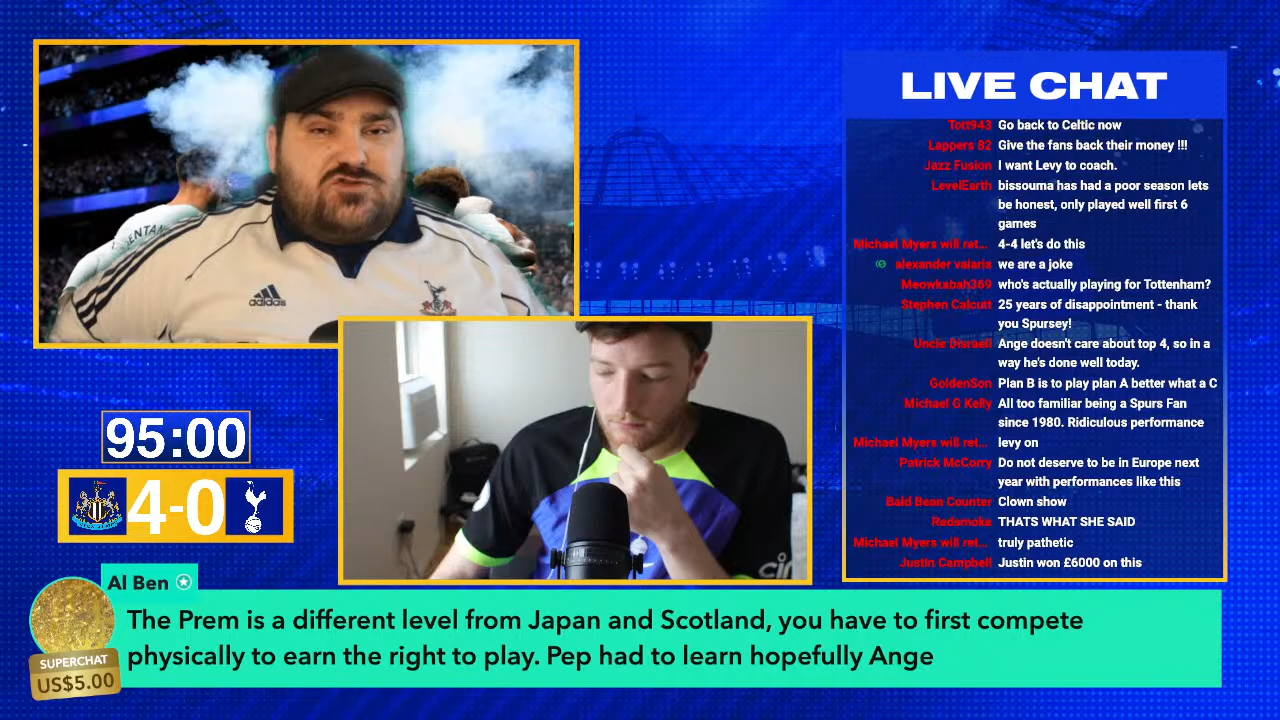 LIVE CHAT
Tott943 Go back to Celtic now
Lappers 82 Give the fans back their money !!!
Jazz Fusion I want Levy to coach.
LevelEarth bissouma has had a poor season lets
be honest, only played well first 6
games
Michael Myers will ret... 4-4 let's do this
alexander valaris we are a joke
Meowkabah369 who's actually playing for Tottenham?
Stephen Calcutt 25 years of disappointment - thank
you Spursey!
Uncle Disraeli Ange doesn't care about top 4, so in a
way he's done well today.
GoldenSon Plan B is to play plan A better what a C
Michael G Kelly All too familiar being a Spurs Fan
since 1980. Ridiculous performance
Michael Myers will ret... levy on
Patrick McCorry Do not deserve to be in Europe next
year with performances like this
Bald Bean Counter Clown show
Redsmoke THATS WHAT SHE SAID
Michael Myers will ret... truly pathetic
Justin Campbell Justin won £6000 on this
ENTAN
adidas
cin
95:00
4-0
Al Ben
The Prem is a different level from Japan and Scotland, you have to first compete
physically to earn the right to play. Pep had to learn hopefully Ange
SUPERCHAT
US$5.00